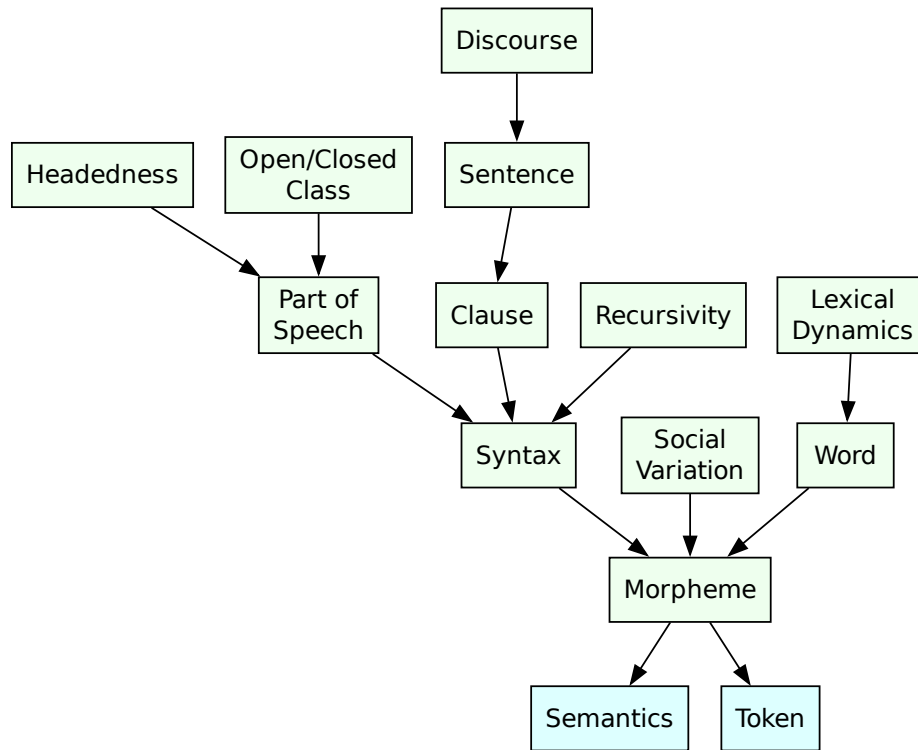 Discourse
Headedness
Open/Closed
Class
Sentence
Part of
Speech
Clause
Recursivity
Lexical
Dynamics
Syntax
Social
Variation
Word
Morpheme
Semantics
Token